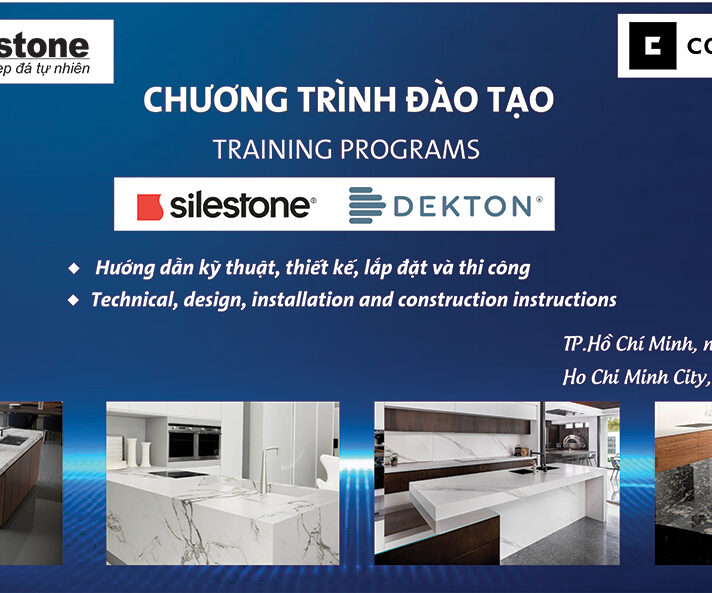 stone
đá tự nhiên
CHƯƠNG TRÌNH ĐÀO TẠO
TRAINING PROGRAMS
silestone®
DEKTON®
Hướng dẫn kỹ thuật, thiết kế, lắp đặt và thi công
Technical, design, installation and construction instructions
TP.Hồ Chí Minh,
Ho Chi Minh City,